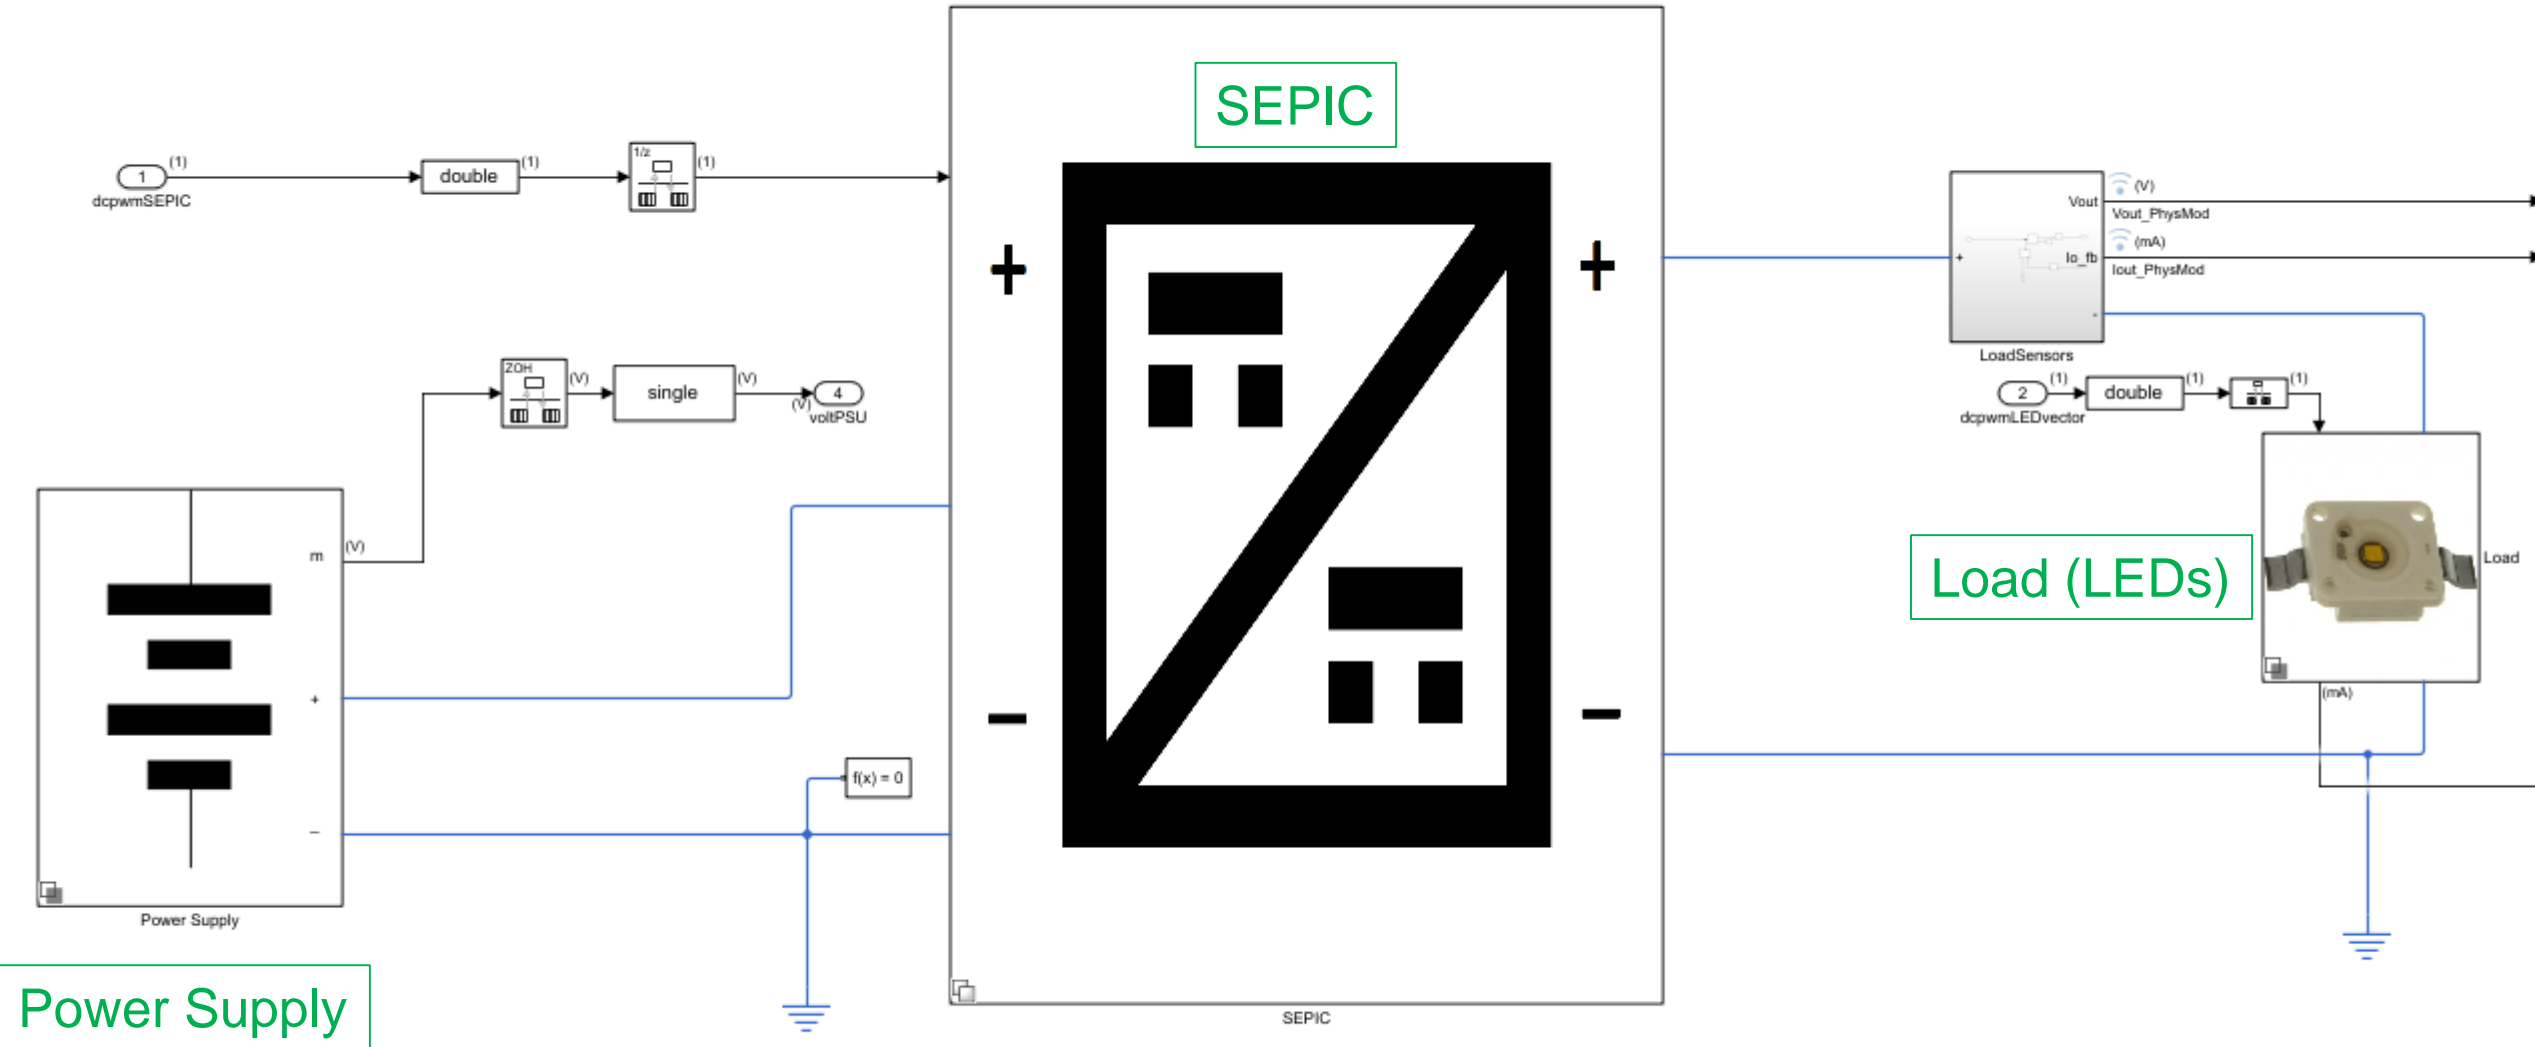 SEPIC
1/z
(1)
(1)
(1)
1
double
dcpwmSEPIC
+
+
Vout
(V)
Vout_PhysMod
(mA)
+
Io_fb
Iout_PhysMod
-
LoadSensors
ZOH
(V)
single
(V)
(V)
4
voltPSU
2
(1)
double
(1)
(1)
dcpwmLEDvector
m
(V)
Load (LEDs)
Load
(mA)
+
−
−
−
f(x) = 0
Power Supply
SEPIC
Power Supply